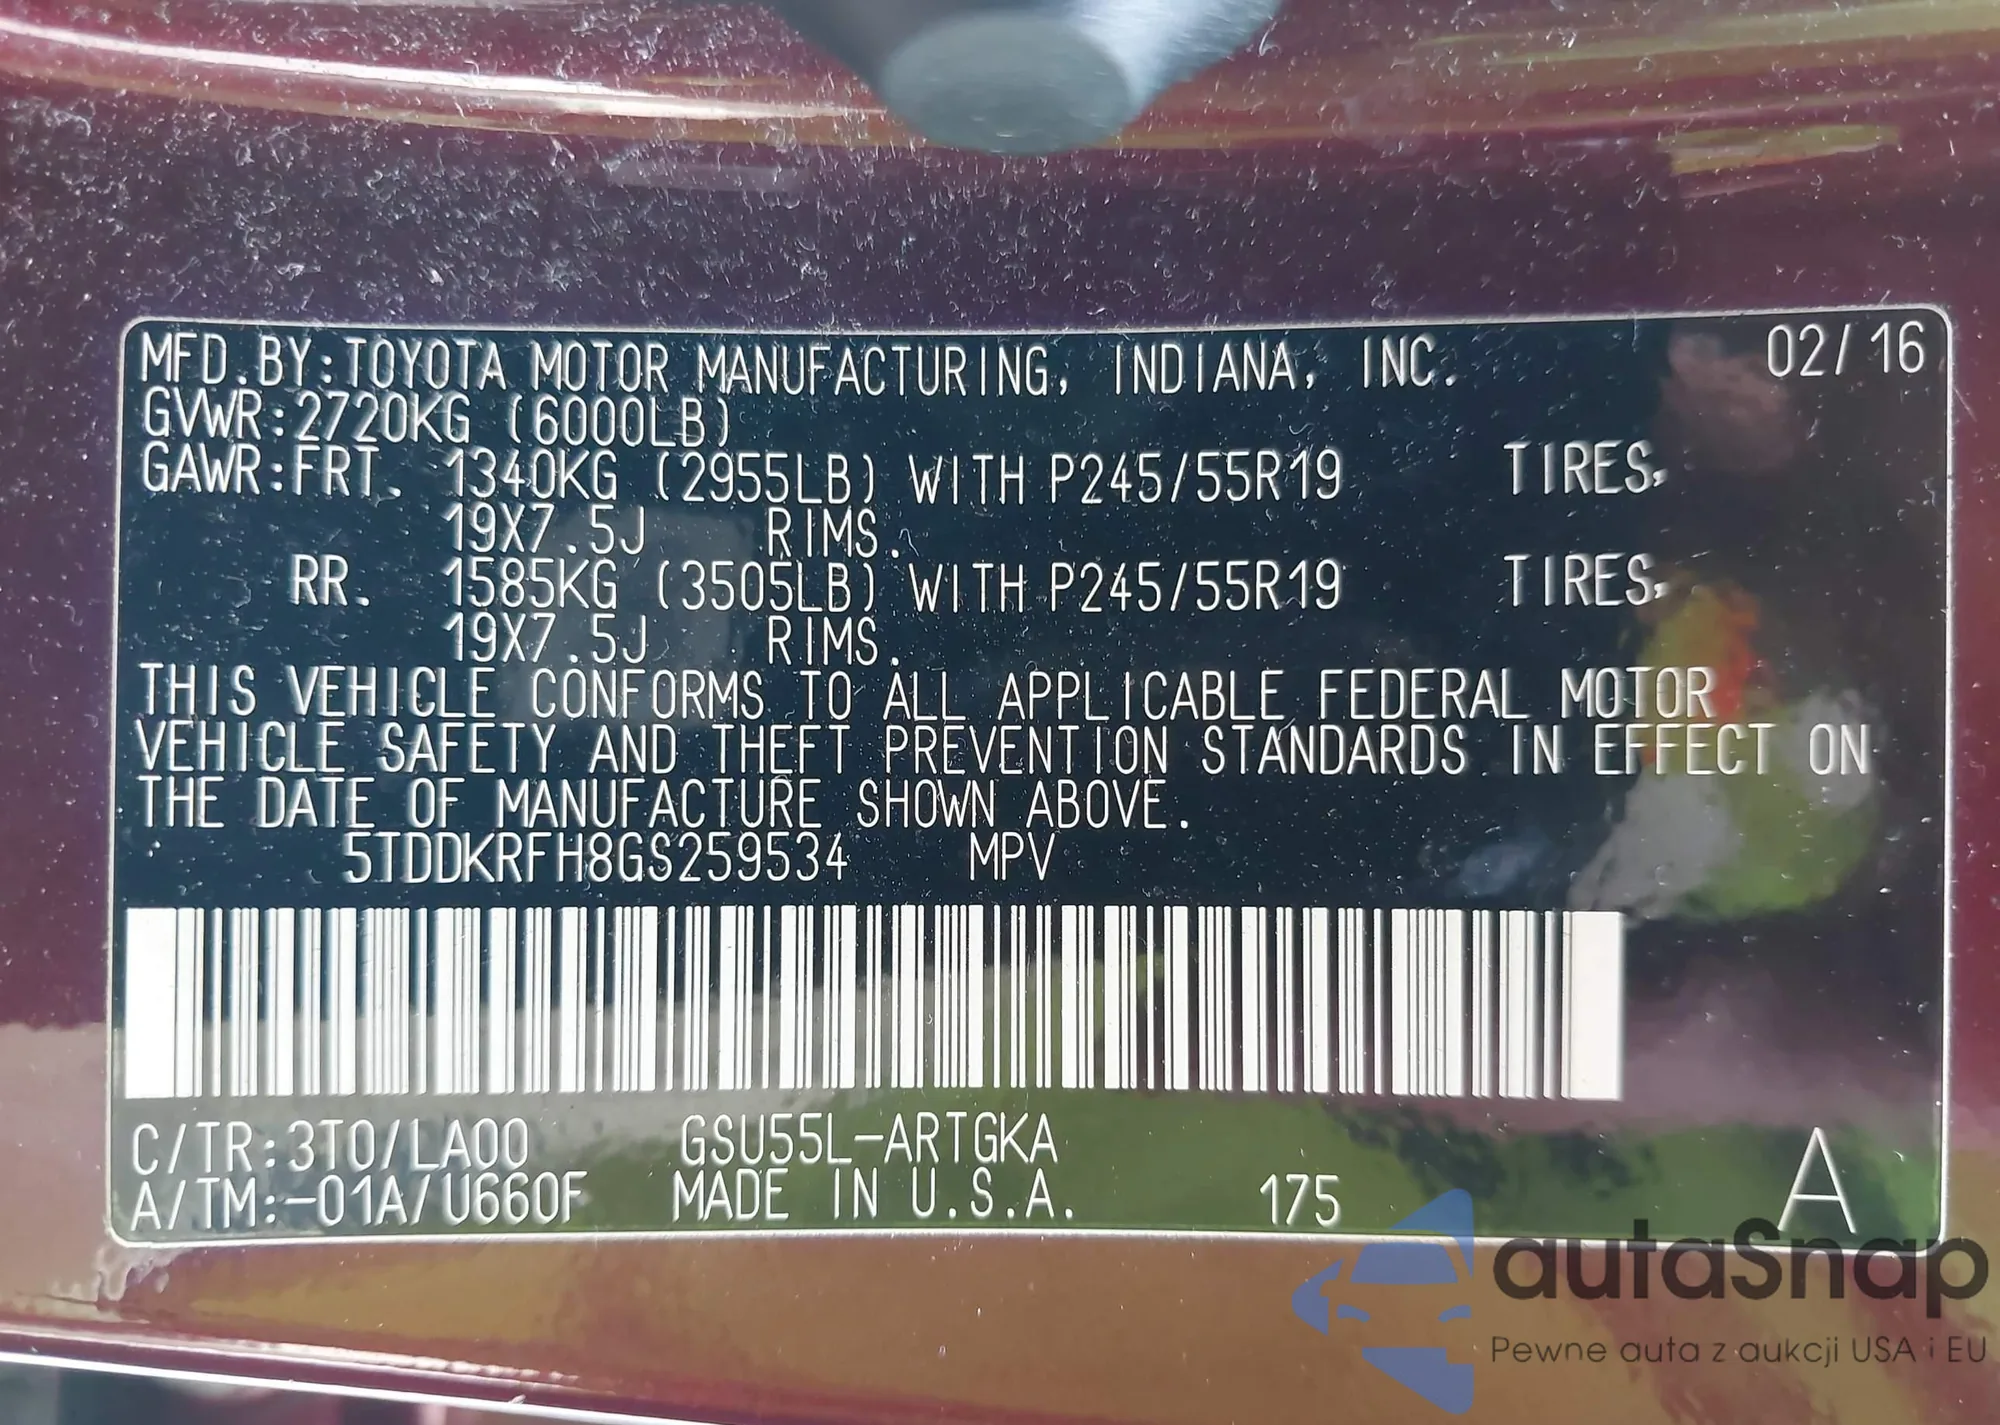 MFD.BY:TOYOTA MOTOR MANUFACTURING, INDIANA, INC. 02/16
GVWR:2720KG (6000LB)
GAWR:FRT. 1340KG (2955LB) WITH P245/55R19 TIRES,
19X7.5J RIMS.
RR. 1585KG (3505LB) WITH P245/55R19 TIRES,
19X7.5J RIMS.
THIS VEHICLE CONFORMS TO ALL APPLICABLE FEDERAL MOTOR
VEHICLE SAFETY AND THEFT PREVENTION STANDARDS IN EFFECT ON
THE DATE OF MANUFACTURE SHOWN ABOVE.
5TDDKRFH8GS259534 MPV
C/TR:3T0/LA00 GSU55L-ARTGKA
A/TM:-01A/U660F MADE IN U.S.A. 175 A
autaSnap
Pewne auta z aukcji USA i EU